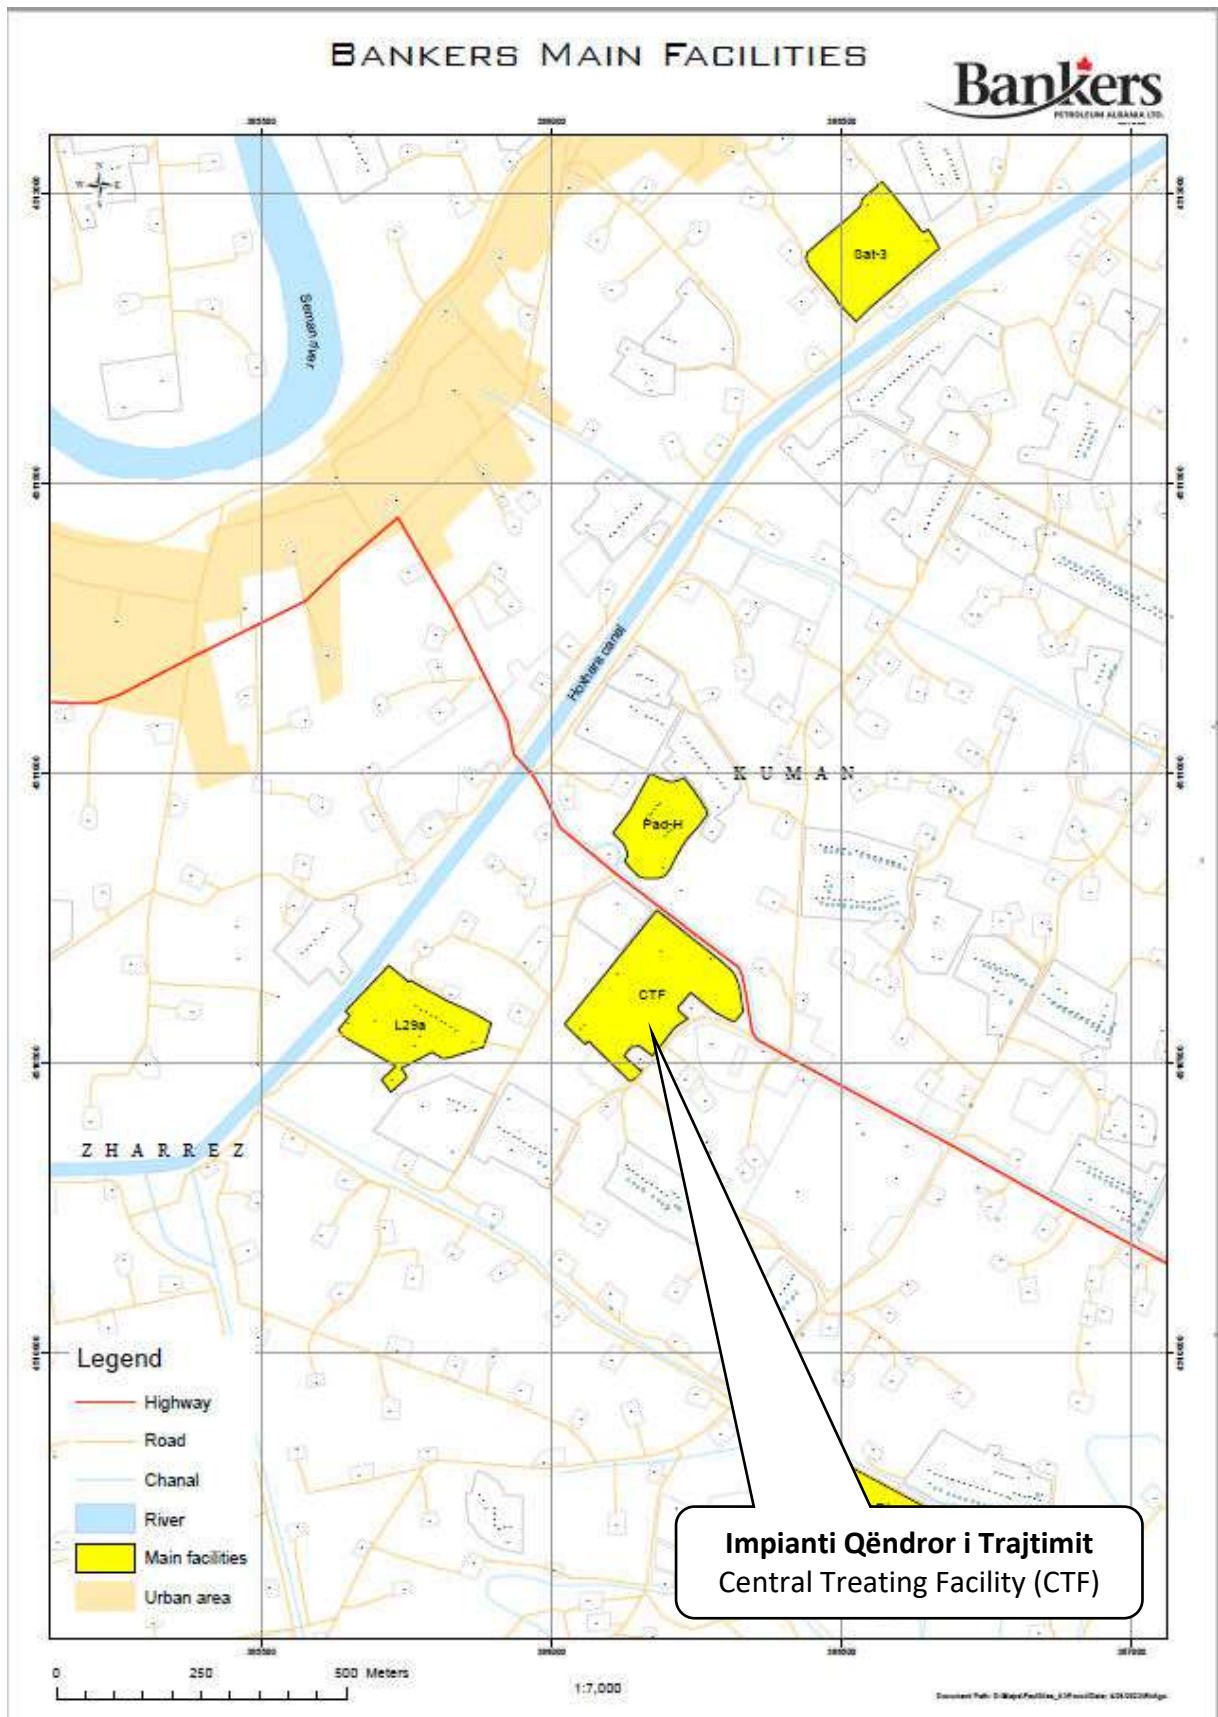 BANKERS MAIN FACILITIES
Bankers
PETROLEUM ALBANIA LTD.
N
W E
Sat-3
Seman river
Hoxhara canal
K U M A N
Pad-H
CTF
L29a
Z H A R R E Z
Legend
Highway
Road
Chanal
River
Main facilities
Urban area
Impianti Qëndror i Trajtimit
Central Treating Facility (CTF)
0 250 500 Meters
1:7,000